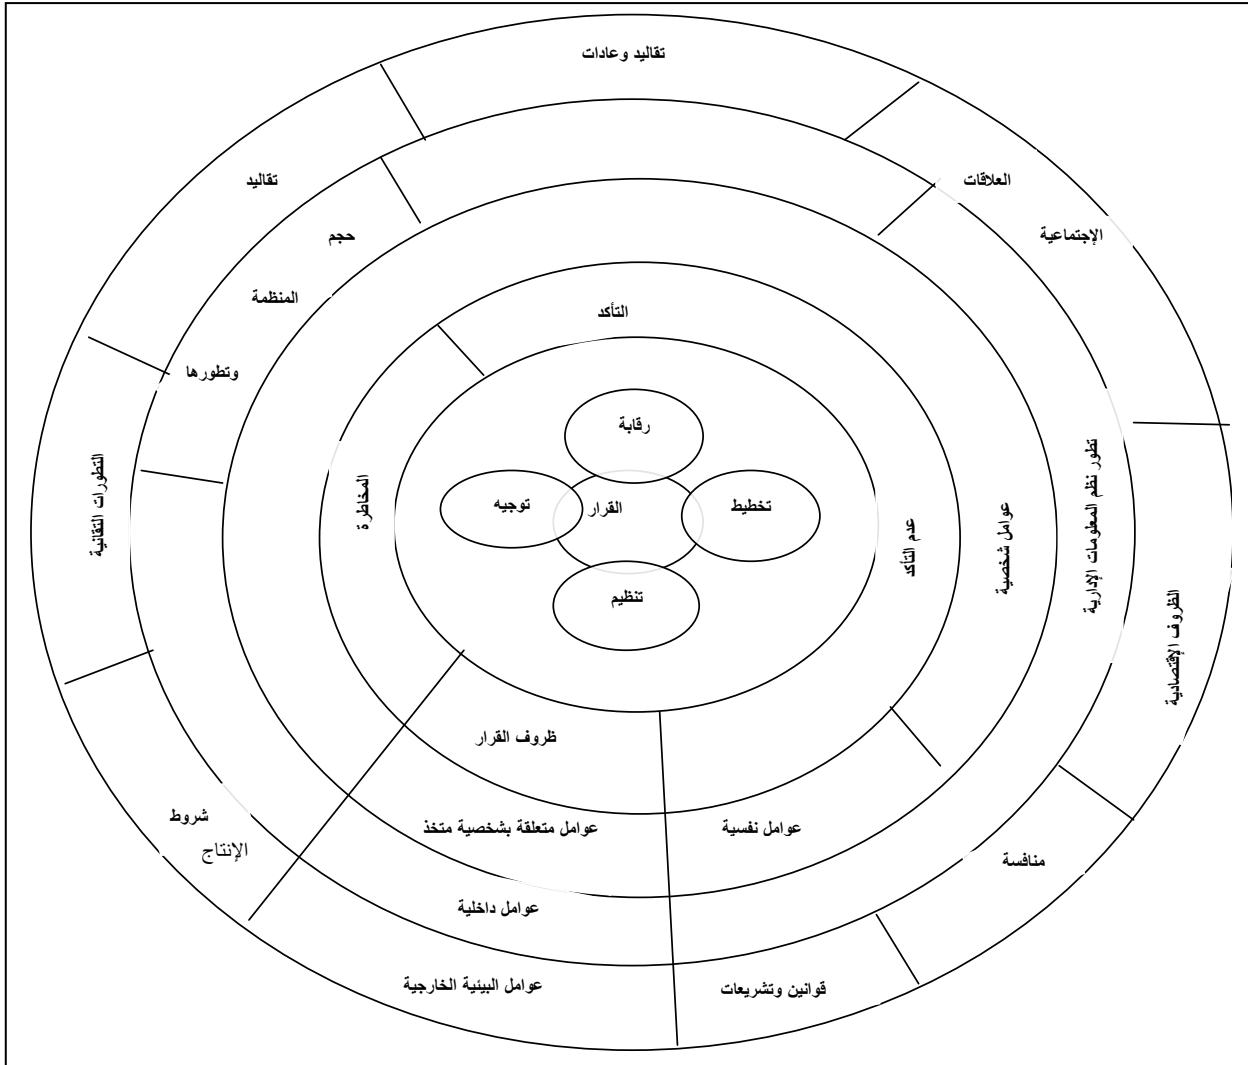 تقاليد وعادات
العلاقات
الإجتماعية
تقاليد
حجم
المنظمة
وتطورها
التأكد
رقابة
توجيه
القرار
تخطيط
تنظيم
المخاطرة
عدم التأكد
عوامل شخصية
تطور نظم المعلومات الإدارية
الظروف الإقتصادية
التطورات التقانية
ظروف القرار
عوامل متعلقة بشخصية متخذ
عوامل نفسية
شروط
الإنتاج
منافسة
عوامل داخلية
عوامل البيئية الخارجية
قوانين وتشريعات